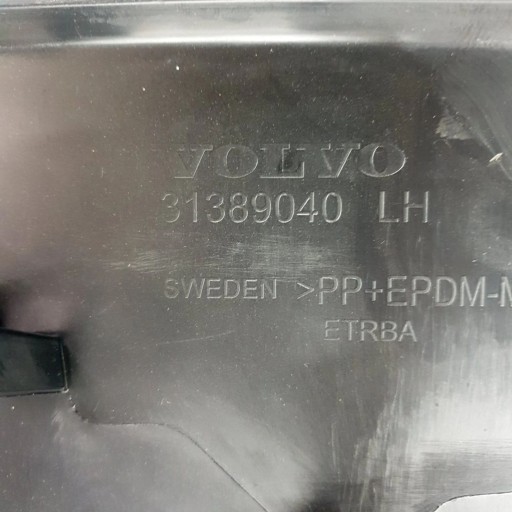 VOLVO
31389040 LH
SWEDEN >PP+EPDM-M
ETRBA